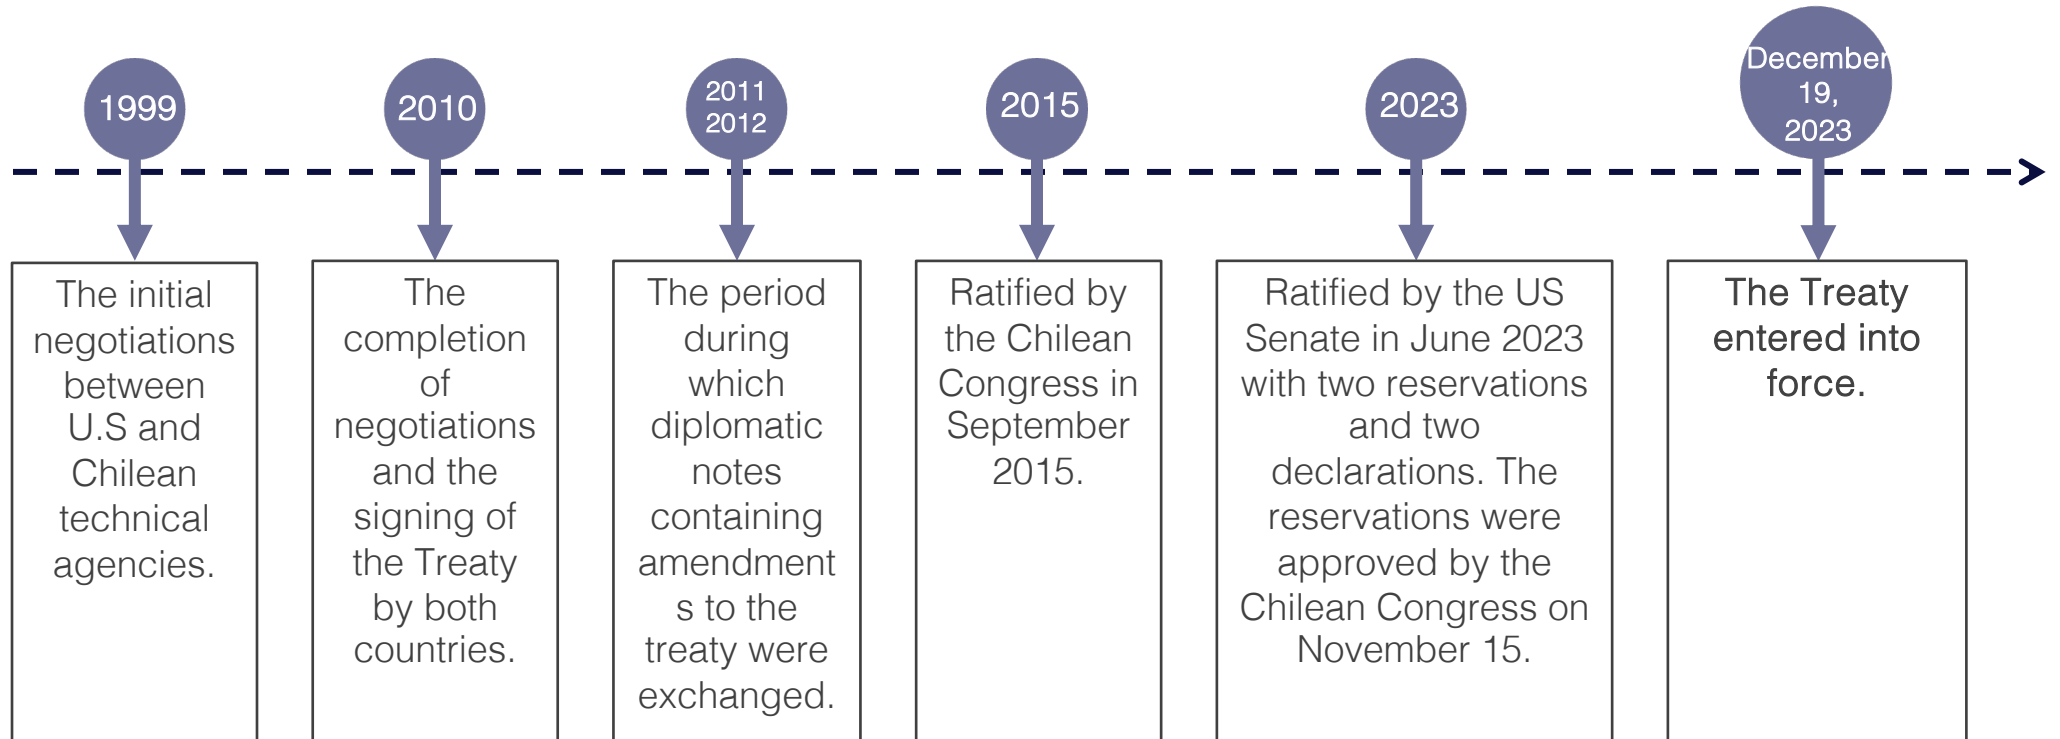 1999
The initial
negotiations
between
U.S and
Chilean
technical
agencies.
2010
The
completion
of
negotiations
and the
signing of
the Treaty
by both
countries.
2011
2012
The period
during
which
diplomatic
notes
containing
amendment
s to the
treaty were
exchanged.
2015
Ratified by
the Chilean
Congress in
September
2015.
2023
Ratified by the US
Senate in June 2023
with two reservations
and two
declarations. The
reservations were
approved by the
Chilean Congress on
November 15.
December
19,
2023
The Treaty
entered into
force.